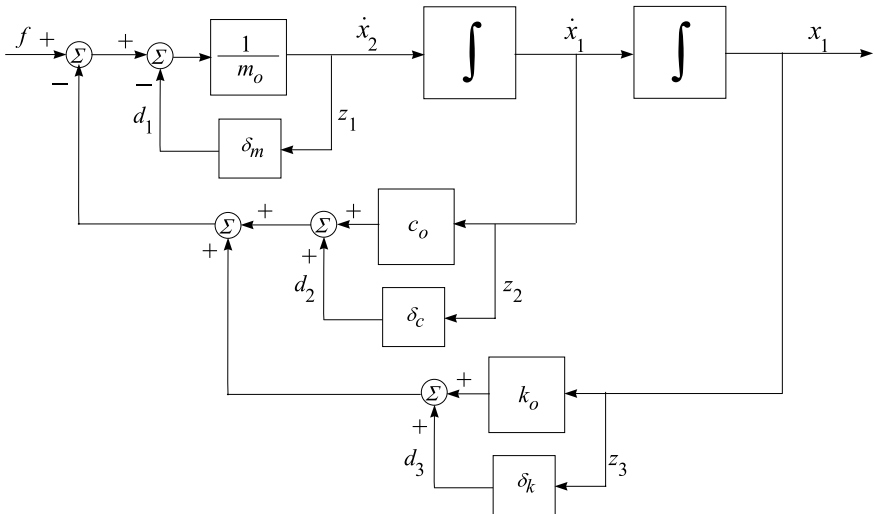 f + + Σ Σ 1/m_o ẋ_2 ∫ ẋ_1 ∫ x_1
− −
d_1 δ_m z_1
Σ + Σ + c_o
+ +
d_2 δ_c z_2
Σ + k_o
+
d_3 δ_k z_3